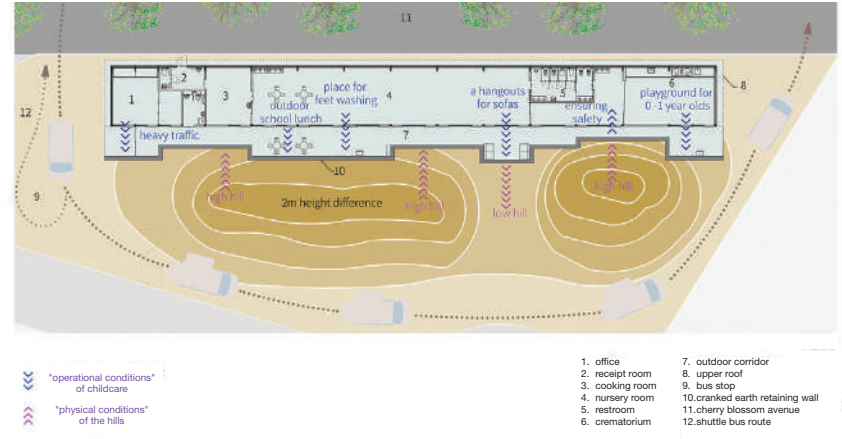 11
2
6
8
1
3
4
5
place for
feet washing
a hangouts
for sofas
playground for
0 -1 year olds
outdoor
school lunch
ensuring
safety
12
heavy traffic
7
10
9
high hill
2m height difference
high hill
low hill
high hill
"operational conditions"
of childcare
"physical conditions"
of the hills
1. office
2. receipt room
3. cooking room
4. nursery room
5. restroom
6. crematorium
7. outdoor corridor
8. upper roof
9. bus stop
10.cranked earth retaining wall
11.cherry blossom avenue
12.shuttle bus route